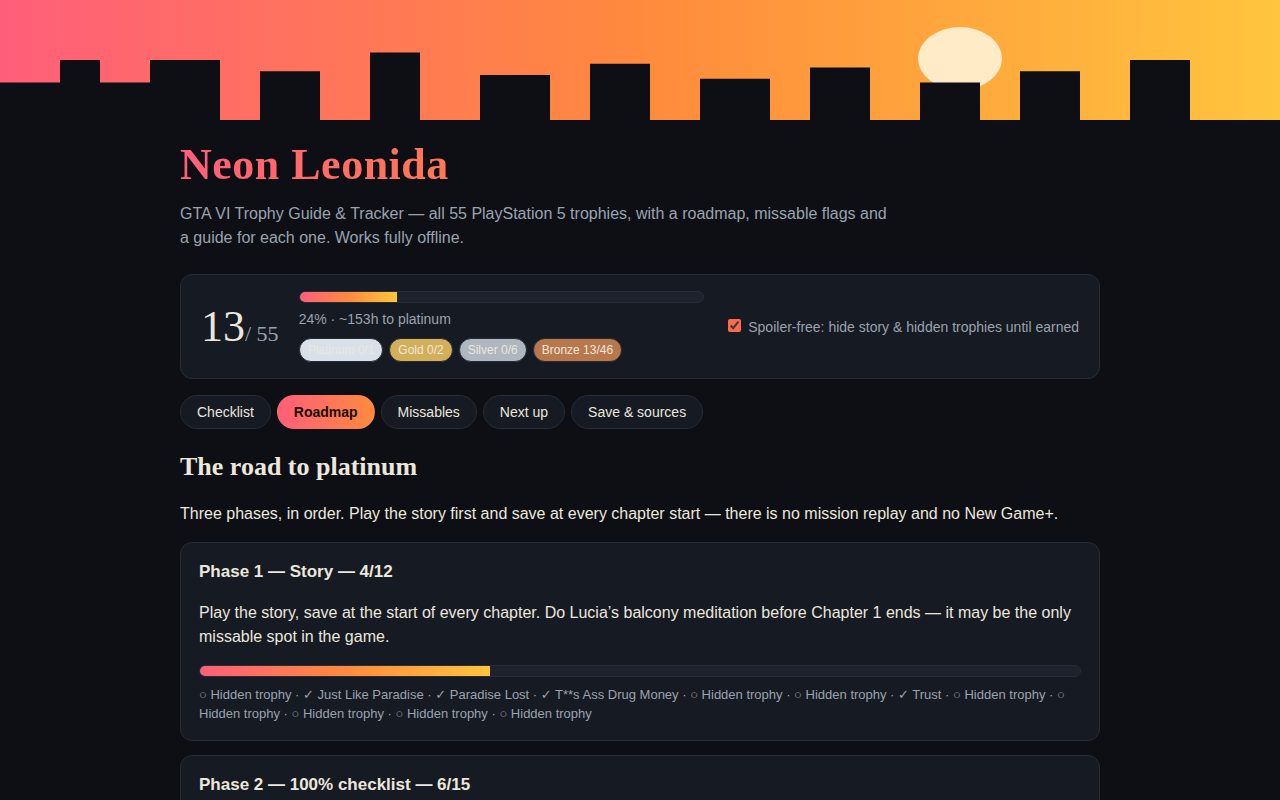 Neon Leonida
GTA VI Trophy Guide & Tracker — all 55 PlayStation 5 trophies, with a roadmap, missable flags and
a guide for each one. Works fully offline.
13 / 55
24% · ~153h to platinum
Platinum 0/1 Gold 0/2 Silver 0/6 Bronze 13/46
Spoiler-free: hide story & hidden trophies until earned
Checklist Roadmap Missables Next up Save & sources
The road to platinum
Three phases, in order. Play the story first and save at every chapter start — there is no mission replay and no New Game+.
Phase 1 — Story — 4/12
Play the story, save at the start of every chapter. Do Lucia's balcony meditation before Chapter 1 ends — it may be the only
missable spot in the game.
○ Hidden trophy · ✓ Just Like Paradise · ✓ Paradise Lost · ✓ T**s Ass Drug Money · ○ Hidden trophy · ○ Hidden trophy · ✓ Trust · ○ Hidden trophy · ○
Hidden trophy · ○ Hidden trophy · ○ Hidden trophy · ○ Hidden trophy
Phase 2 — 100% checklist — 6/15